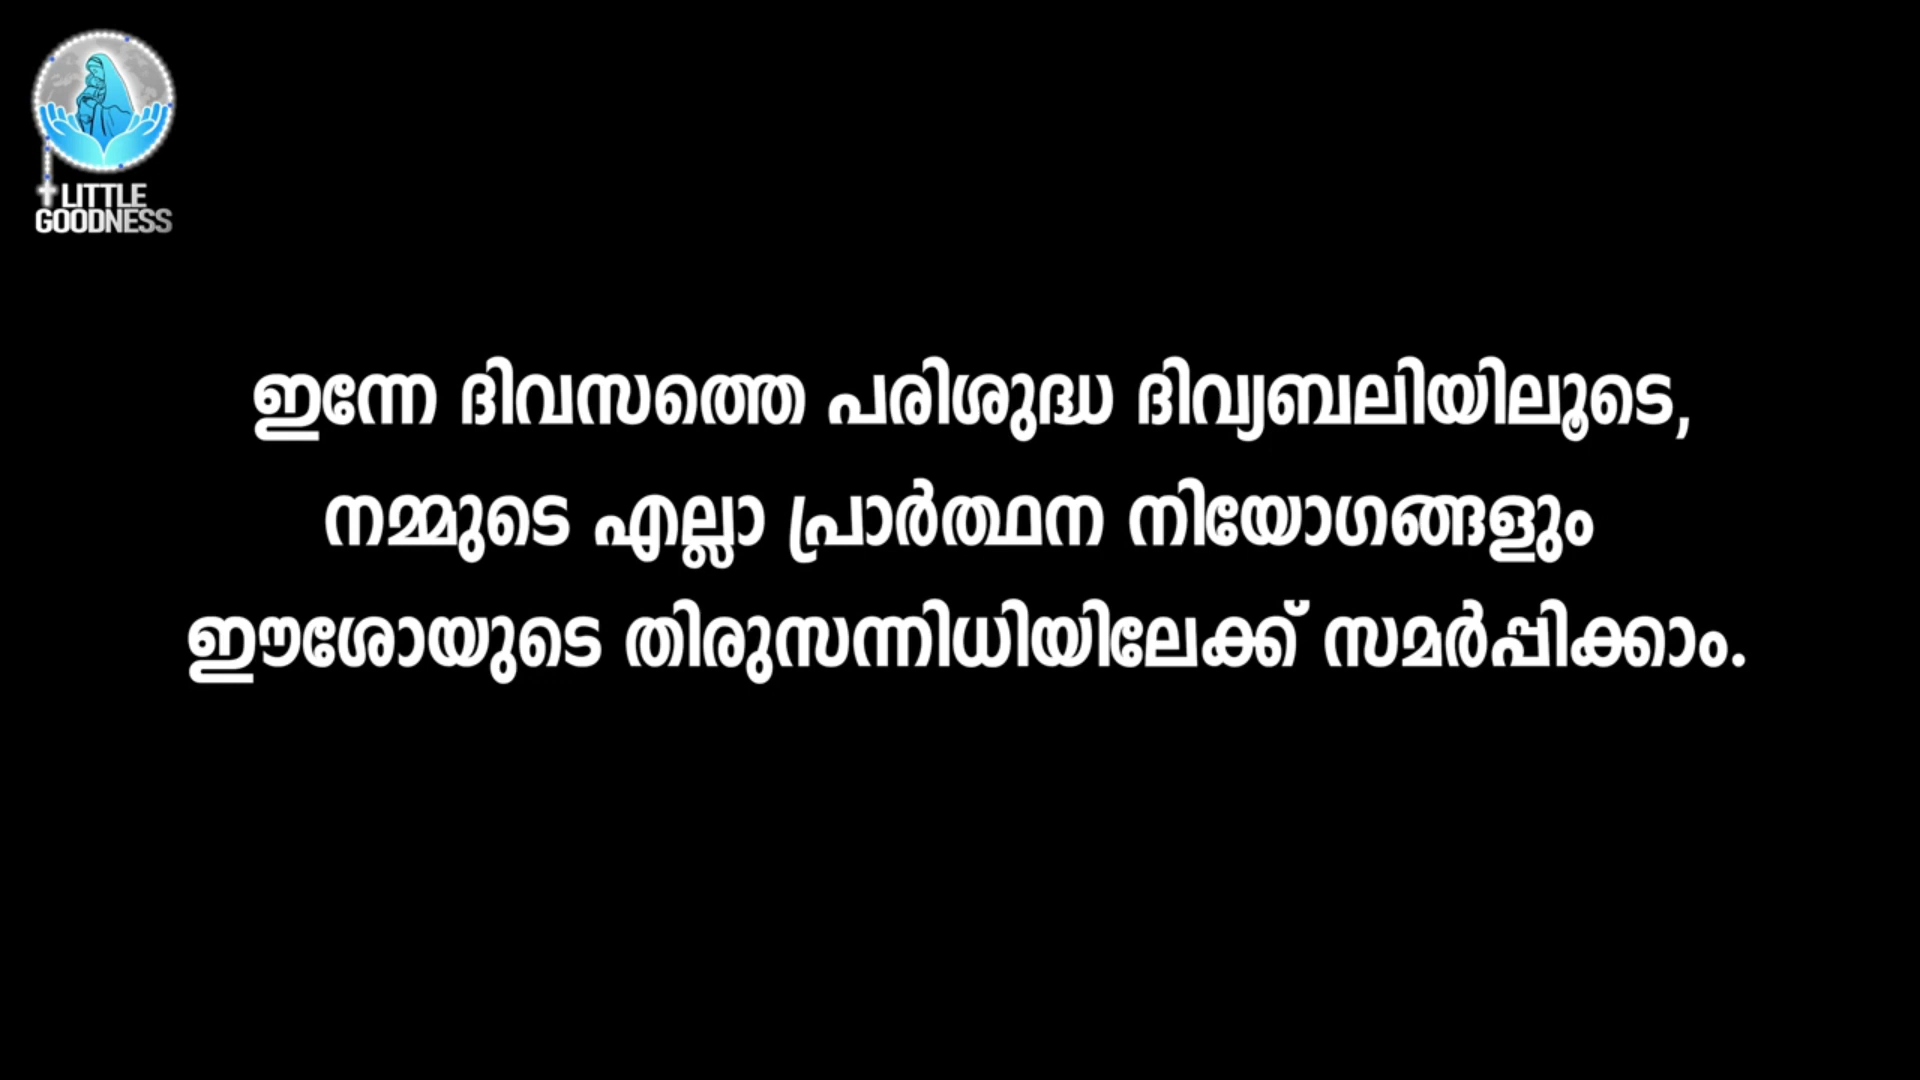 LITTLE
GOODNESS
ഇന്നേ ദിവസത്തെ പരിശുദ്ധ ദിവ്യബലിയിലൂടെ,
നമ്മുടെ എല്ലാ പ്രാർത്ഥന നിയോഗങ്ങളും
ഈശോയുടെ തിരുസന്നിധിയിലേക്ക് സമർപ്പിക്കാം.